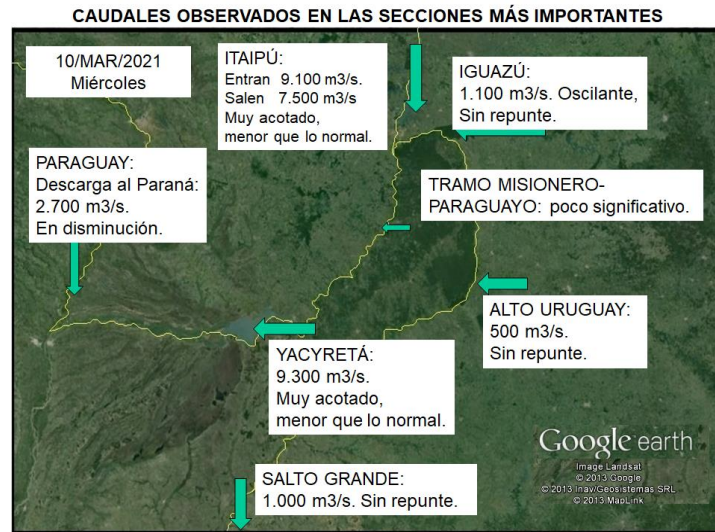 CAUDALES OBSERVADOS EN LAS SECCIONES MÁS IMPORTANTES
10/MAR/2021
Miércoles
ITAIPÚ:
Entran 9.100 m3/s.
Salen 7.500 m3/s
Muy acotado,
menor que lo normal.
IGUAZÚ:
1.100 m3/s. Oscilante,
Sin repunte.
PARAGUAY:
Descarga al Paraná:
2.700 m3/s.
En disminución.
TRAMO MISIONERO-
PARAGUAYO: poco significativo.
ALTO URUGUAY:
500 m3/s.
Sin repunte.
YACYRETÁ:
9.300 m3/s.
Muy acotado,
menor que lo normal.
SALTO GRANDE:
1.000 m3/s. Sin repunte.
Google earth
Image Landsat
© 2013 Google
© 2013 Inav/Geosistemas SRL
© 2013 MapLink